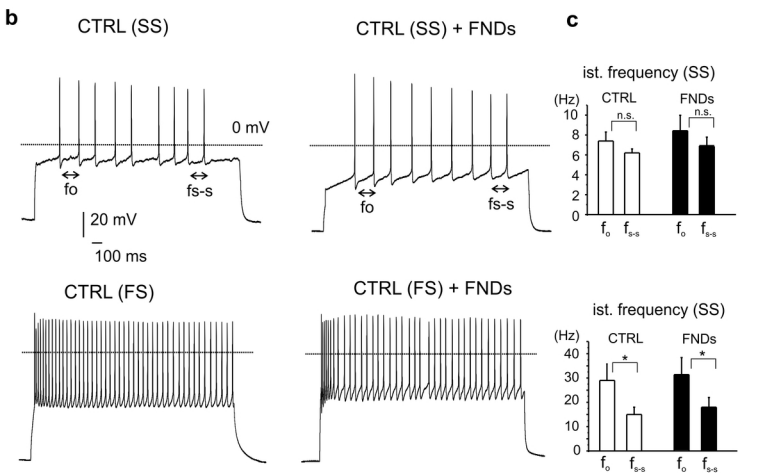 b
CTRL (SS)
CTRL (SS) + FNDs
0 mV
fo
fs-s
fo
fs-s
20 mV
100 ms
CTRL (FS)
CTRL (FS) + FNDs
c
ist. frequency (SS)
(Hz)
CTRL
FNDs
n.s.
n.s.
10
8
6
4
2
0
fo
fs-s
fo
fs-s
ist. frequency (SS)
(Hz)
CTRL
FNDs
*
*
40
30
20
10
0
fo
fs-s
fo
fs-s